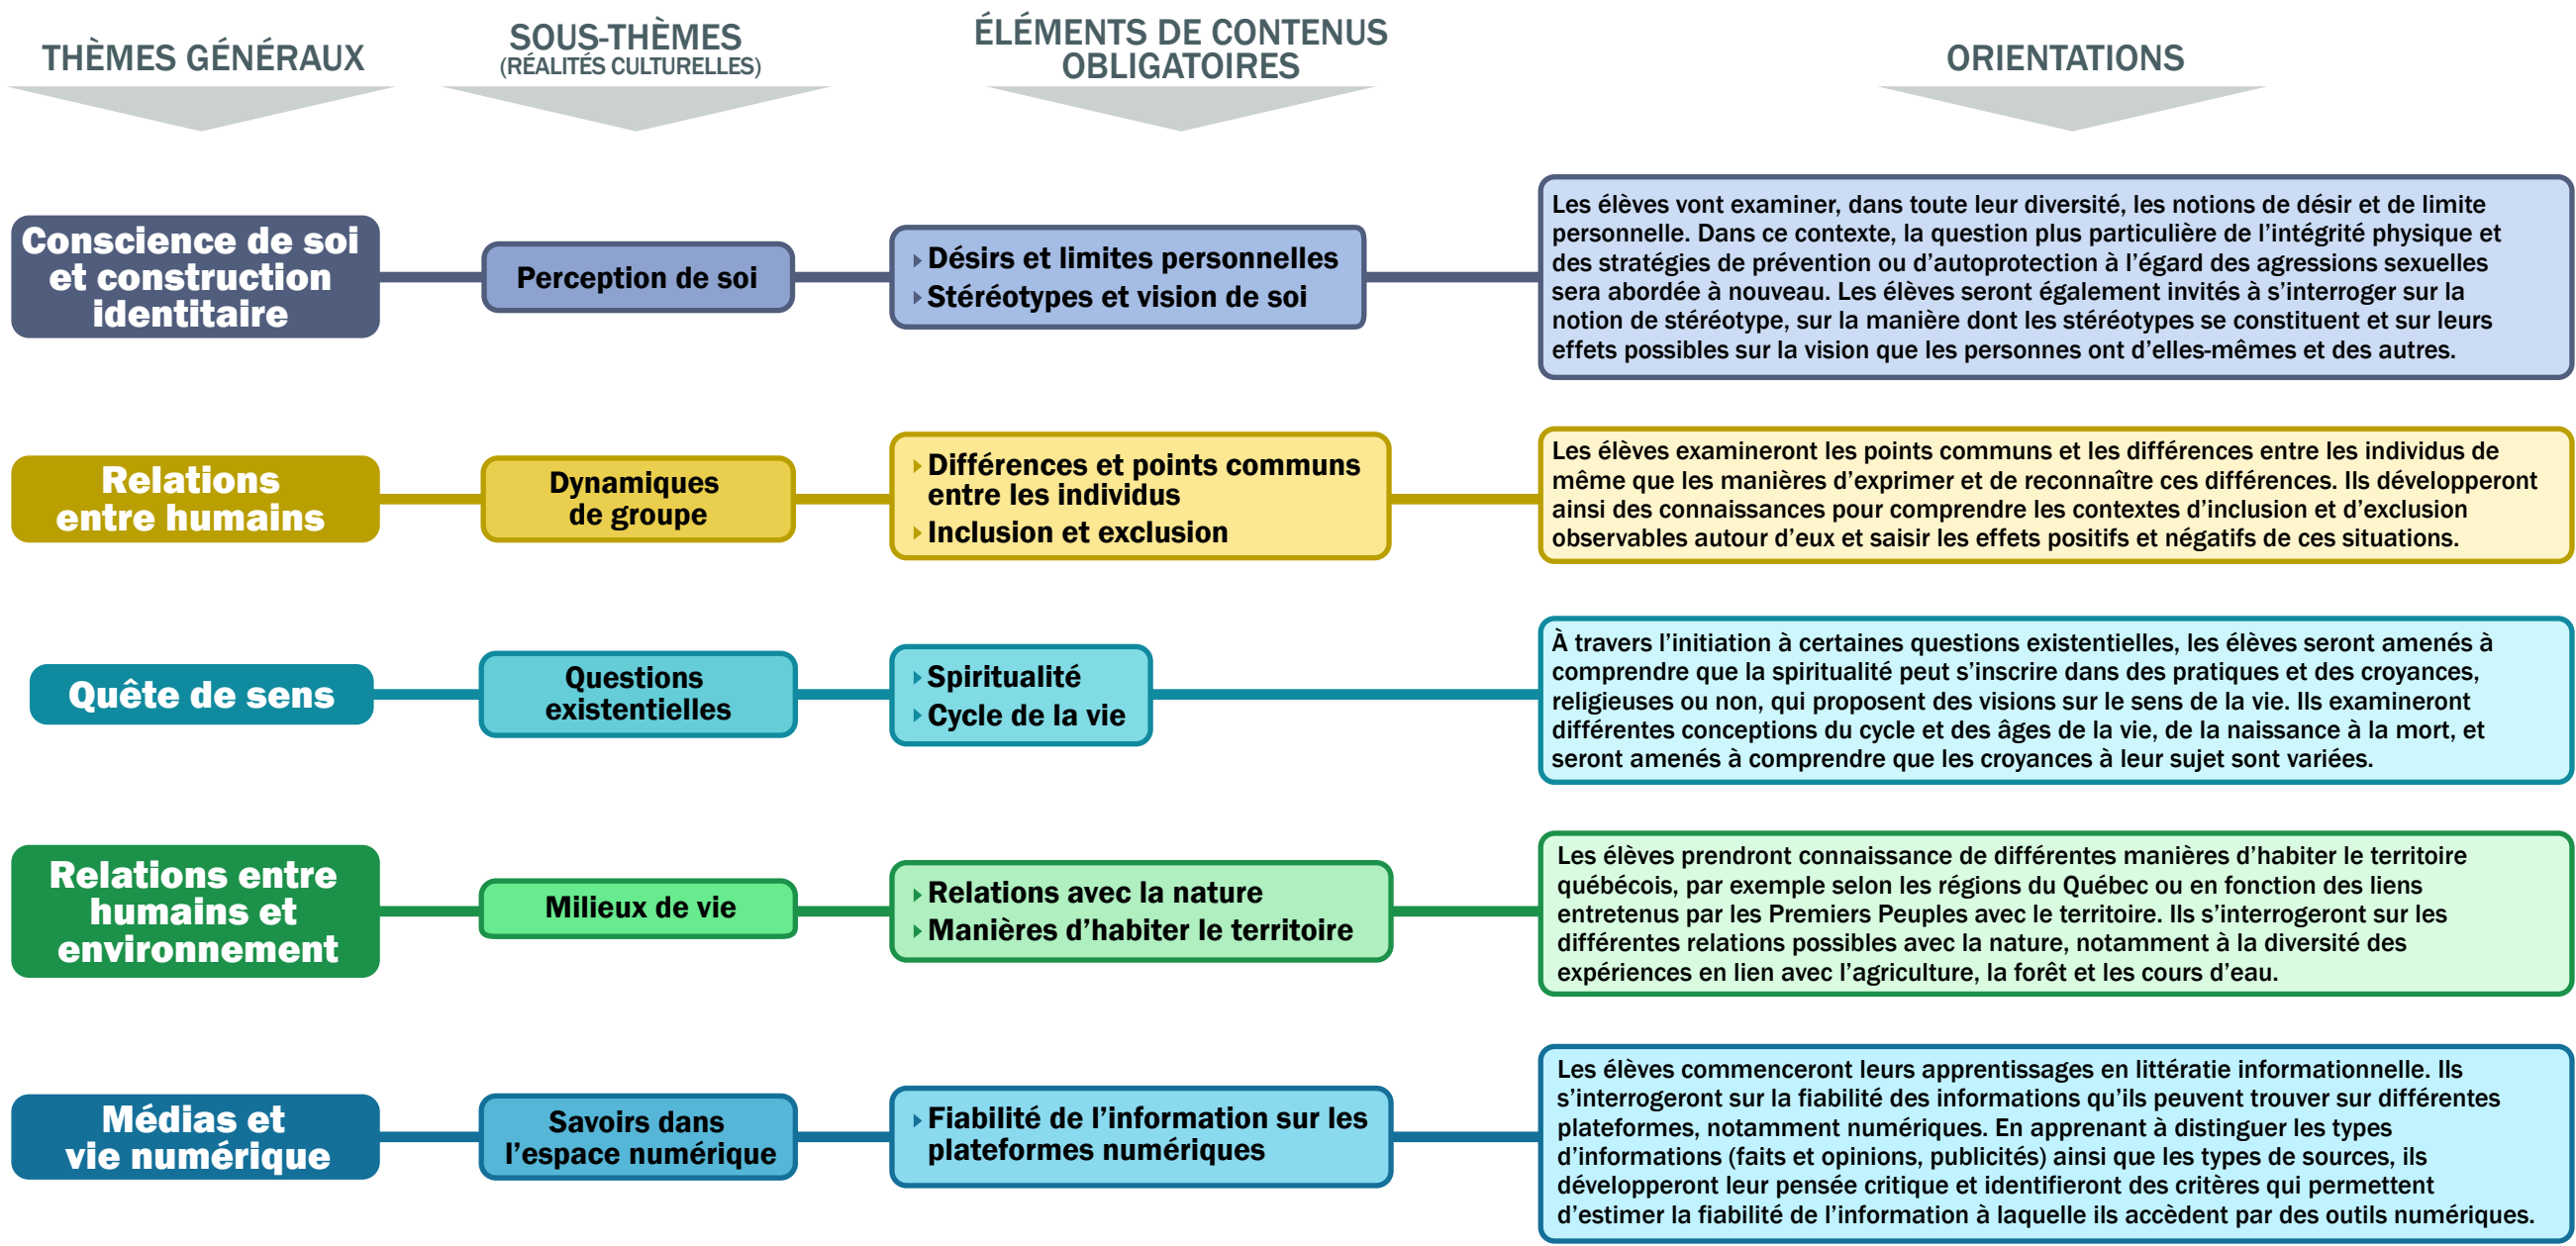 THÈMES GÉNÉRAUX
SOUS-THÈMES
(RÉALITÉS CULTURELLES)
ÉLÉMENTS DE CONTENUS
OBLIGATOIRES
ORIENTATIONS
Conscience de soi
et construction
identitaire
Perception de soi
Désirs et limites personnelles
Stéréotypes et vision de soi
Les élèves vont examiner, dans toute leur diversité, les notions de désir et de limite
personnelle. Dans ce contexte, la question plus particulière de l’intégrité physique et
des stratégies de prévention ou d’autoprotection à l’égard des agressions sexuelles
sera abordée à nouveau. Les élèves seront également invités à s’interroger sur la
notion de stéréotype, sur la manière dont les stéréotypes se constituent et sur leurs
effets possibles sur la vision que les personnes ont d’elles-mêmes et des autres.
Relations
entre humains
Dynamiques
de groupe
Différences et points communs
entre les individus
Inclusion et exclusion
Les élèves examineront les points communs et les différences entre les individus de
même que les manières d’exprimer et de reconnaître ces différences. Ils développeront
ainsi des connaissances pour comprendre les contextes d’inclusion et d’exclusion
observables autour d’eux et saisir les effets positifs et négatifs de ces situations.
Quête de sens
Questions
existentielles
Spiritualité
Cycle de la vie
À travers l’initiation à certaines questions existentielles, les élèves seront amenés à
comprendre que la spiritualité peut s’inscrire dans des pratiques et des croyances,
religieuses ou non, qui proposent des visions sur le sens de la vie. Ils examineront
différentes conceptions du cycle et des âges de la vie, de la naissance à la mort, et
seront amenés à comprendre que les croyances à leur sujet sont variées.
Relations entre
humains et
environnement
Milieux de vie
Relations avec la nature
Manières d’habiter le territoire
Les élèves prendront connaissance de différentes manières d’habiter le territoire
québécois, par exemple selon les régions du Québec ou en fonction des liens
entretenus par les Premiers Peuples avec le territoire. Ils s’interrogeront sur les
différentes relations possibles avec la nature, notamment à la diversité des
expériences en lien avec l’agriculture, la forêt et les cours d’eau.
Médias et
vie numérique
Savoirs dans
l’espace numérique
Fiabilité de l’information sur les
plateformes numériques
Les élèves commenceront leurs apprentissages en littératie informationnelle. Ils
s’interrogeront sur la fiabilité des informations qu’ils peuvent trouver sur différentes
plateformes, notamment numériques. En apprenant à distinguer les types
d’informations (faits et opinions, publicités) ainsi que les types de sources, ils
développeront leur pensée critique et identifieront des critères qui permettent
d’estimer la fiabilité de l’information à laquelle ils accèdent par des outils numériques.